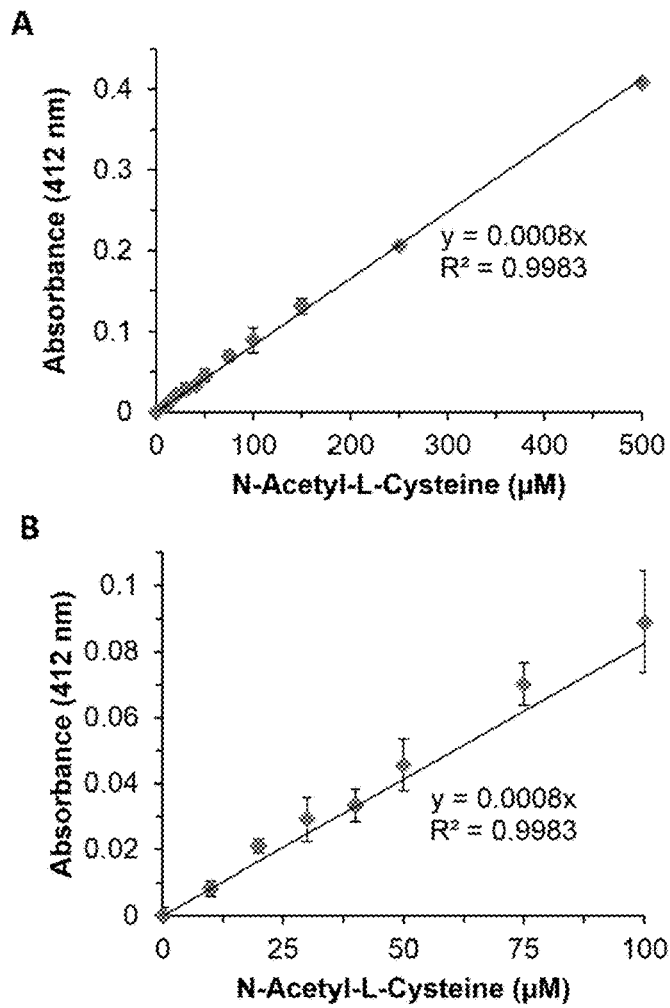 A
Absorbance (412 nm)
0.4
0.3
0.2
0.1
0
y = 0.0008x
R² = 0.9983
0 100 200 300 400 500
N-Acetyl-L-Cysteine (µM)
B
Absorbance (412 nm)
0.1
0.08
0.06
0.04
0.02
0
y = 0.0008x
R² = 0.9983
0 25 50 75 100
N-Acetyl-L-Cysteine (µM)